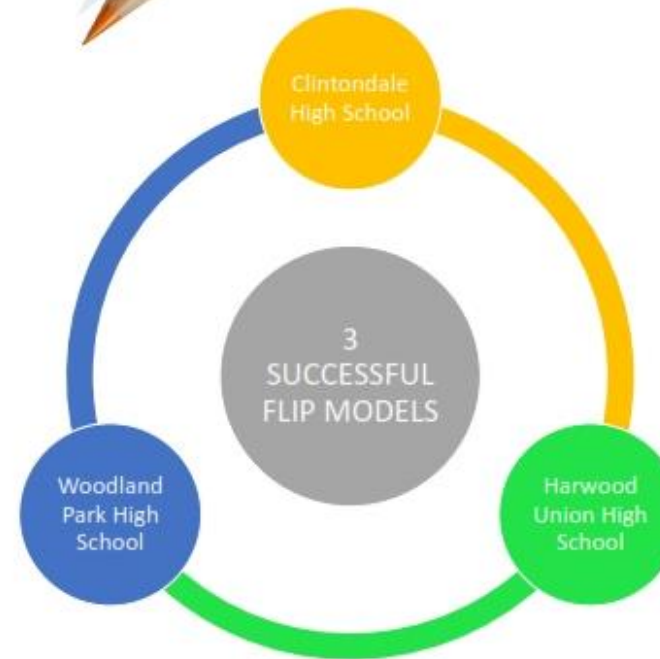 Clintondale
High School
3
SUCCESSFUL
FLIP MODELS
Woodland
Park High
School
Harwood
Union High
School